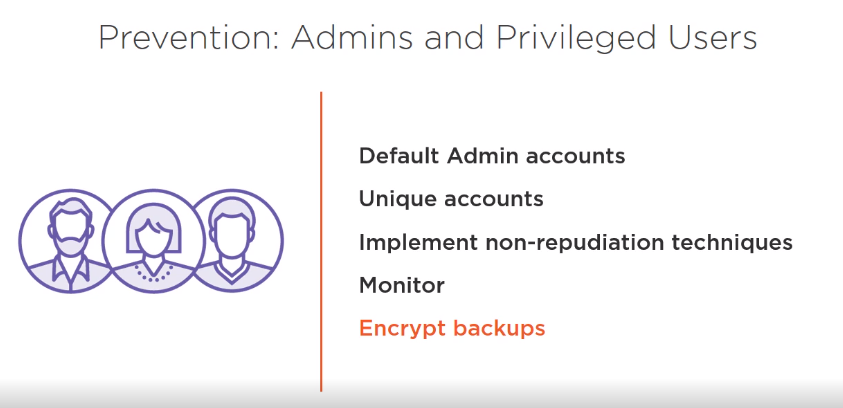 Prevention: Admins and Privileged Users
Default Admin accounts
Unique accounts
Implement non-repudiation techniques
Monitor
Encrypt backups